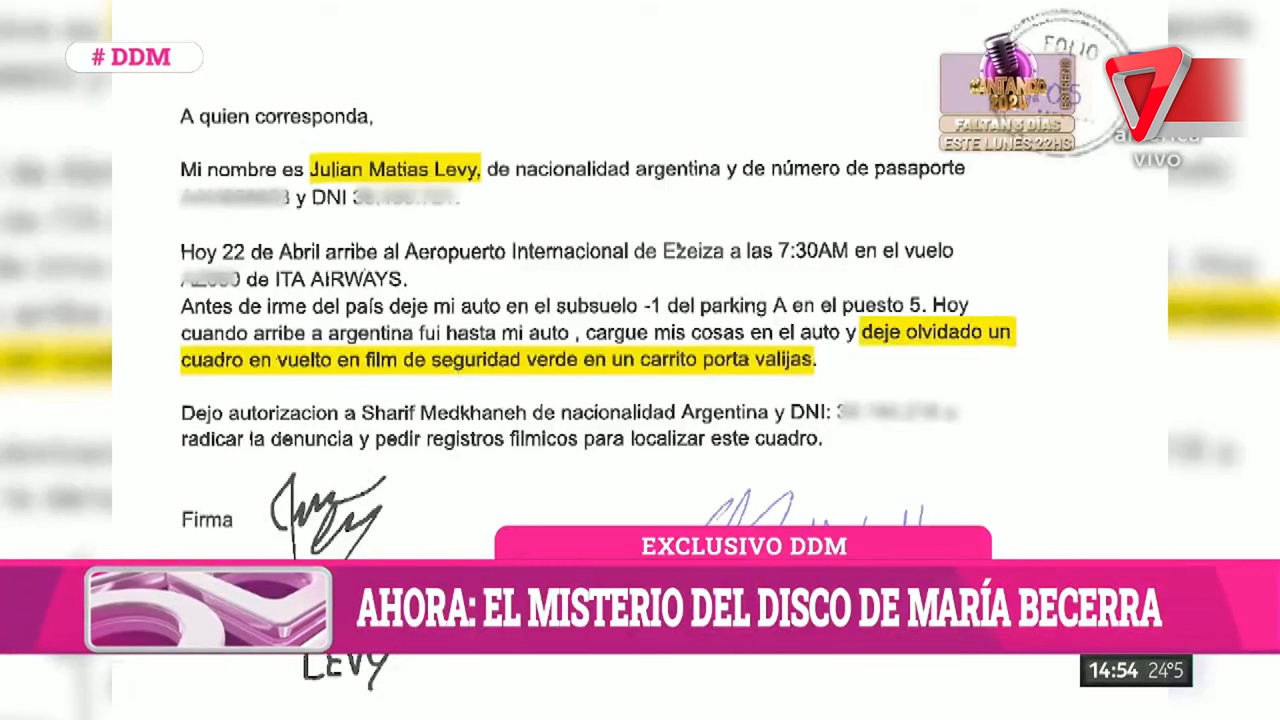 # DDM
FOLIO
CANTANDO
2024
ESTRENO
FALTAN 3 DÍAS
ESTE LUNES 22HS
américa
VIVO
A quien corresponda,
Mi nombre es Julian Matias Levy, de nacionalidad argentina y de número de pasaporte
y DNI
Hoy 22 de Abril arribe al Aeropuerto Internacional de Ezeiza a las 7:30AM en el vuelo
de ITA AIRWAYS.
Antes de irme del país deje mi auto en el subsuelo -1 del parking A en el puesto 5. Hoy
cuando arribe a argentina fui hasta mi auto , cargue mis cosas en el auto y deje olvidado un
cuadro en vuelto en film de seguridad verde en un carrito porta valijas.
Dejo autorizacion a Sharif Medkhaneh de nacionalidad Argentina y DNI:
radicar la denuncia y pedir registros filmicos para localizar este cuadro.
Firma
EXCLUSIVO DDM
AHORA: EL MISTERIO DEL DISCO DE MARÍA BECERRA
LEVY
14:54 24°5